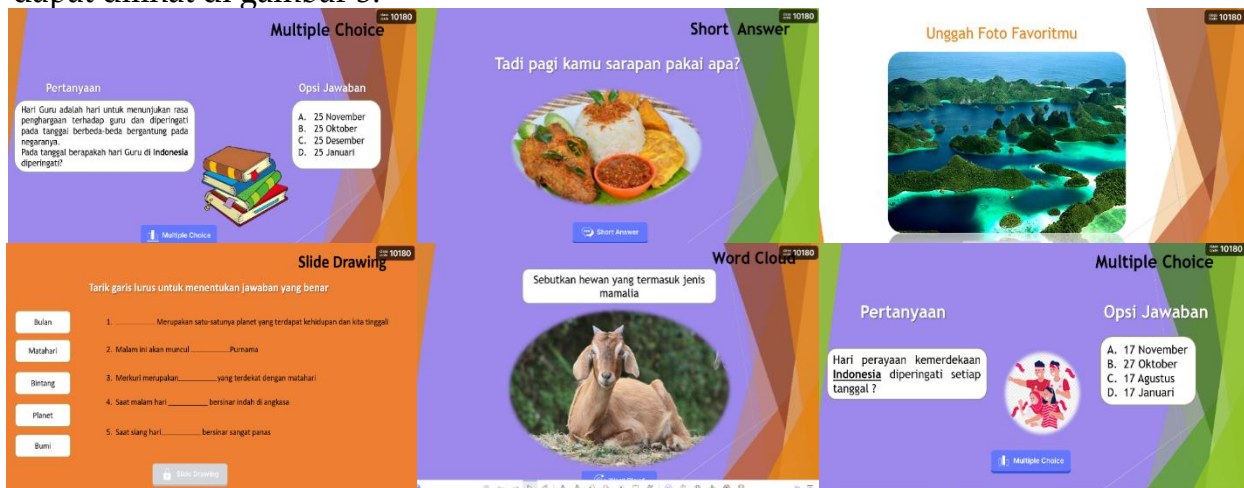 dapat dilihat di gambar 3.
10180
Multiple Choice
Pertanyaan
Hari Guru adalah hari untuk menunjukan rasa
penghargaan terhadap guru dan diperingati
pada tanggal berbeda-beda bergantung pada
negaranya.
Pada tanggal berapakah hari Guru di Indonesia
diperingati?
Opsi Jawaban
A. 25 November
B. 25 Oktober
C. 25 Desember
D. 25 Januari
Multiple Choice
10180
Short Answer
Tadi pagi kamu sarapan pakai apa?
Short Answer
10180
Unggah Foto Favoritmu
10180
Slide Drawing
Tarik garis lurus untuk menentukan jawaban yang benar
Bulan
Matahari
Bintang
Planet
Bumi
1. ____________ Merupakan satu-satunya planet yang terdapat kehidupan dan kita tinggali
2. Malam ini akan muncul ____________ Purnama
3. Merkuri merupakan ____________ yang terdekat dengan matahari
4. Saat malam hari ____________ bersinar indah di angkasa
5. Saat siang hari ____________ bersinar sangat panas
Slide Drawing
10180
Word Cloud
Sebutkan hewan yang termasuk jenis
mamalia
Word Cloud
10180
Multiple Choice
Pertanyaan
Hari perayaan kemerdekaan
Indonesia diperingati setiap
tanggal ?
Opsi Jawaban
A. 17 November
B. 27 Oktober
C. 17 Agustus
D. 17 Januari
Multiple Choice